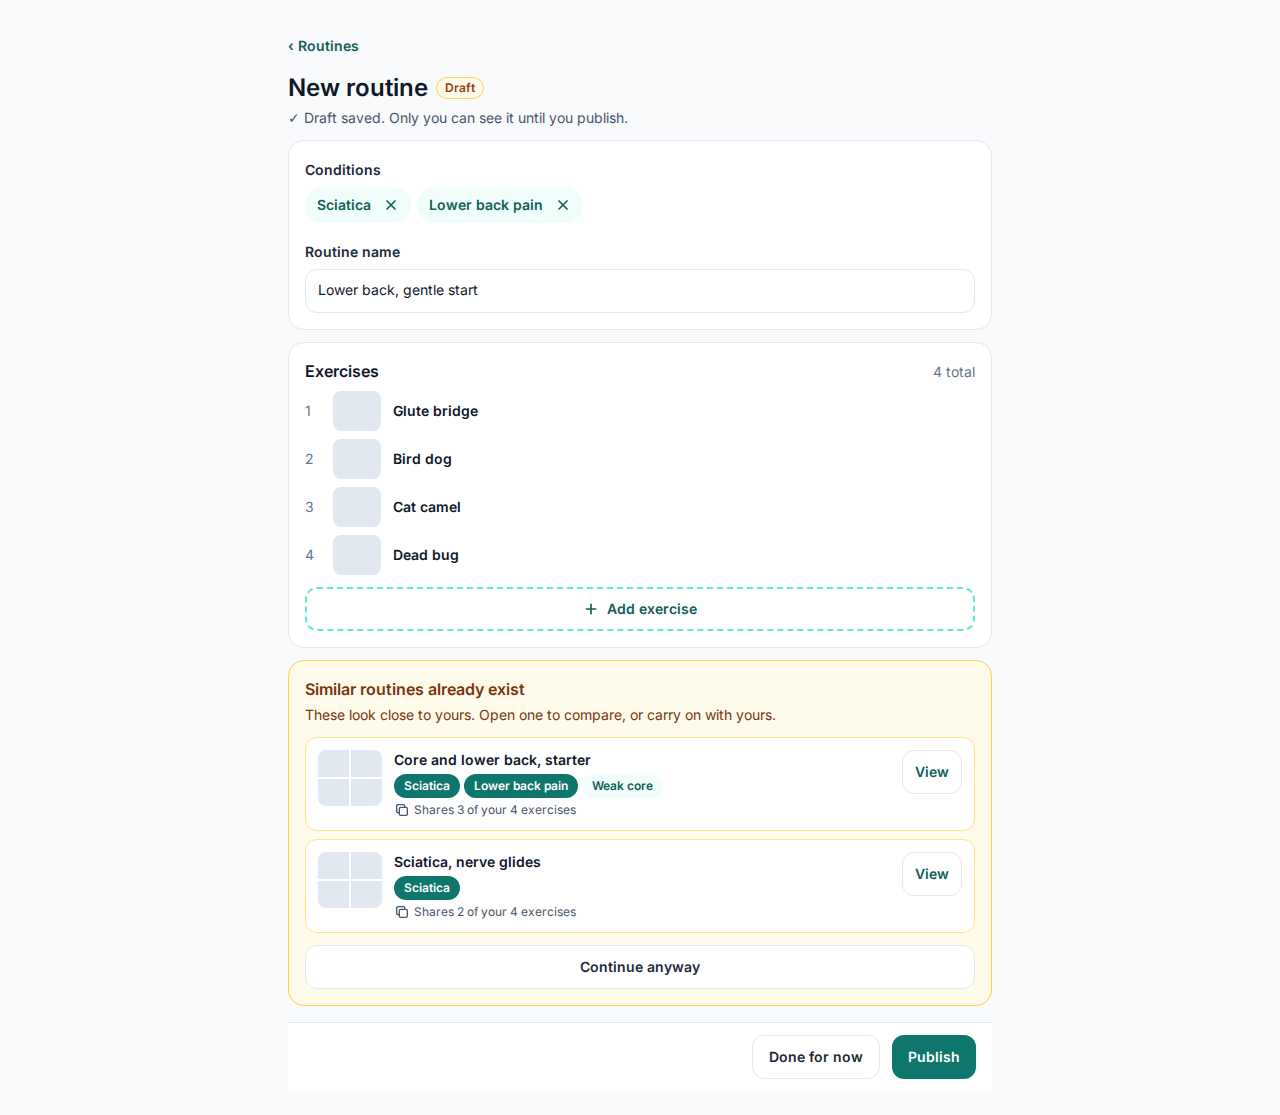 ‹ Routines
New routine Draft
✓ Draft saved. Only you can see it until you publish.
Conditions
Sciatica Lower back pain
Routine name
Lower back, gentle start
Exercises 4 total
1 Glute bridge
2 Bird dog
3 Cat camel
4 Dead bug
+ Add exercise
Similar routines already exist
These look close to yours. Open one to compare, or carry on with yours.
Core and lower back, starter
View
Sciatica Lower back pain Weak core
Shares 3 of your 4 exercises
Sciatica, nerve glides
View
Sciatica
Shares 2 of your 4 exercises
Continue anyway
Done for now Publish